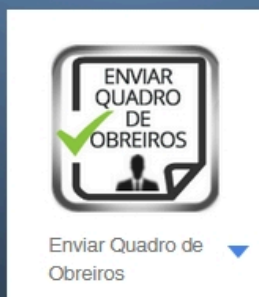 ENVIAR
QUADRO
DE
OBREIROS
Enviar Quadro de
Obreiros